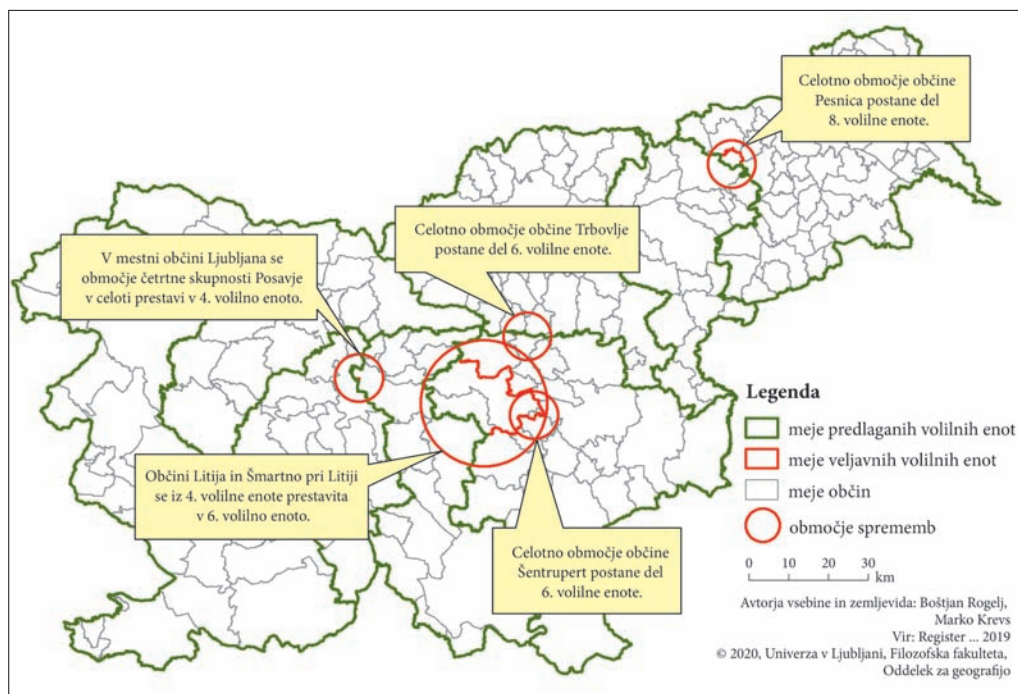 Celotno območje občine
Pesnica postane del
8. volilne enote.
Celotno območje občine Trbovlje
postane del 6. volilne enote.
V mestni občini Ljubljana se
območje četrtne skupnosti Posavje
v celoti prestavi v 4. volilno enoto.
Občini Litija in Šmartno pri Litiji
se iz 4. volilne enote prestavita
v 6. volilno enoto.
Celotno območje občine
Šentrupert postane del
6. volilne enote.
Legenda
meje predlaganih volilnih enot
meje veljavnih volilnih enot
meje občin
območje sprememb
0 10 20 30
km
Avtorja vsebine in zemljevida: Boštjan Rogelj,
Marko Krevs
Vir: Register ... 2019
© 2020, Univerza v Ljubljani, Filozofska fakulteta,
Oddelek za geografijo